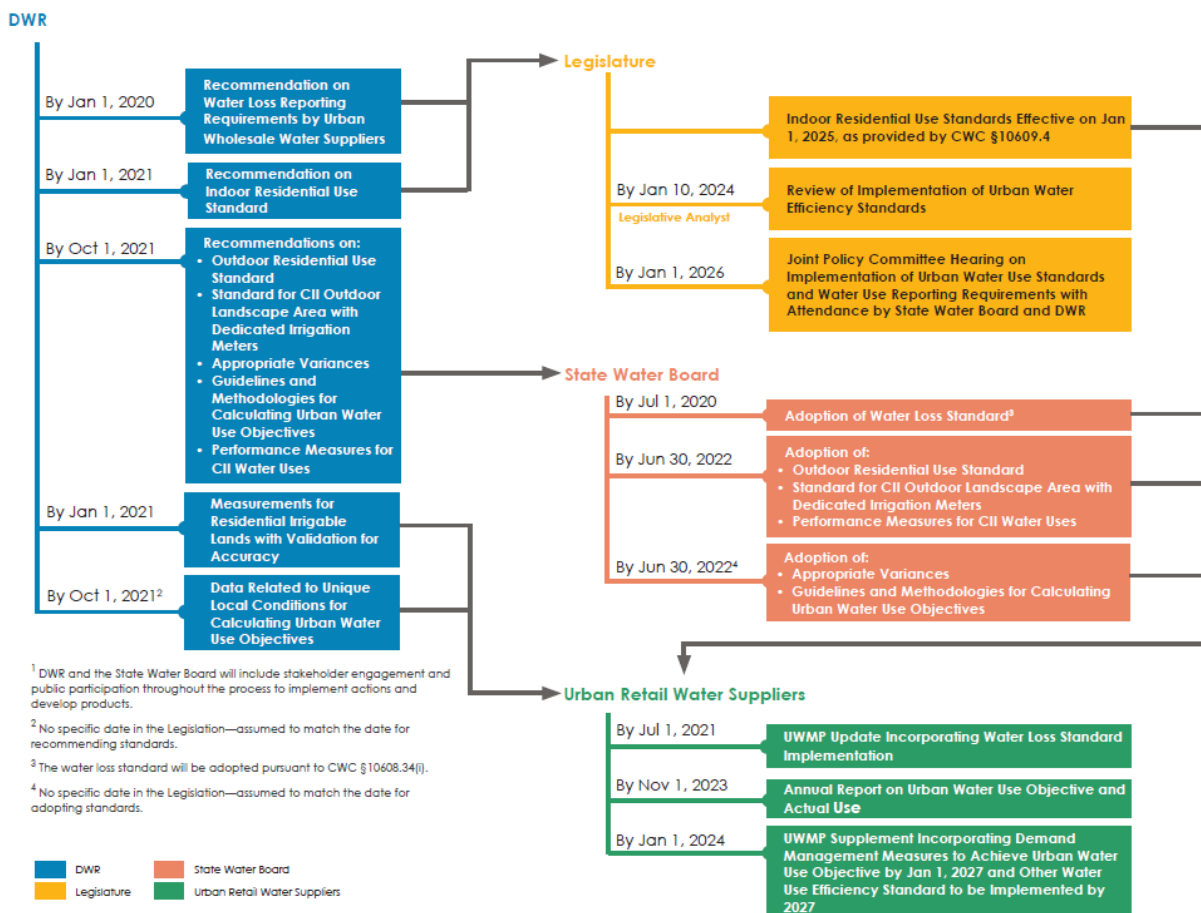 DWR
By Jan 1, 2020
Recommendation on
Water Loss Reporting
Requirements by Urban
Wholesale Water Suppliers
By Jan 1, 2021
Recommendation on
Indoor Residential Use
Standard
By Oct 1, 2021
Recommendations on:
• Outdoor Residential Use
Standard
• Standard for CII Outdoor
Landscape Area with
Dedicated Irrigation
Meters
• Appropriate Variances
• Guidelines and
Methodologies for
Calculating Urban Water
Use Objectives
• Performance Measures for
CII Water Uses
By Jan 1, 2021
Measurements for
Residential Irrigable
Lands with Validation for
Accuracy
By Oct 1, 2021²
Data Related to Unique
Local Conditions for
Calculating Urban Water
Use Objectives
Legislature
Indoor Residential Use Standards Effective on Jan
1, 2025, as provided by CWC §10609.4
By Jan 10, 2024
Legislative Analyst
Review of Implementation of Urban Water
Efficiency Standards
By Jan 1, 2026
Joint Policy Committee Hearing on
Implementation of Urban Water Use Standards
and Water Use Reporting Requirements with
Attendance by State Water Board and DWR
State Water Board
By Jul 1, 2020
Adoption of Water Loss Standard³
By Jun 30, 2022
Adoption of:
• Outdoor Residential Use Standard
• Standard for CII Outdoor Landscape Area with
Dedicated Irrigation Meters
• Performance Measures for CII Water Uses
By Jun 30, 2022⁴
Adoption of:
• Appropriate Variances
• Guidelines and Methodologies for Calculating
Urban Water Use Objectives
Urban Retail Water Suppliers
By Jul 1, 2021
UWMP Update Incorporating Water Loss Standard
Implementation
By Nov 1, 2023
Annual Report on Urban Water Use Objective and
Actual Use
By Jan 1, 2024
UWMP Supplement Incorporating Demand
Management Measures to Achieve Urban Water
Use Objective by Jan 1, 2027 and Other Water
Use Efficiency Standard to be Implemented by
2027
¹ DWR and the State Water Board will include stakeholder engagement and
public participation throughout the process to implement actions and
develop products.
² No specific date in the Legislation—assumed to match the date for
recommending standards.
³ The water loss standard will be adopted pursuant to CWC §10608.34(i).
⁴ No specific date in the Legislation—assumed to match the date for
adopting standards.
DWR
State Water Board
Legislature
Urban Retail Water Suppliers